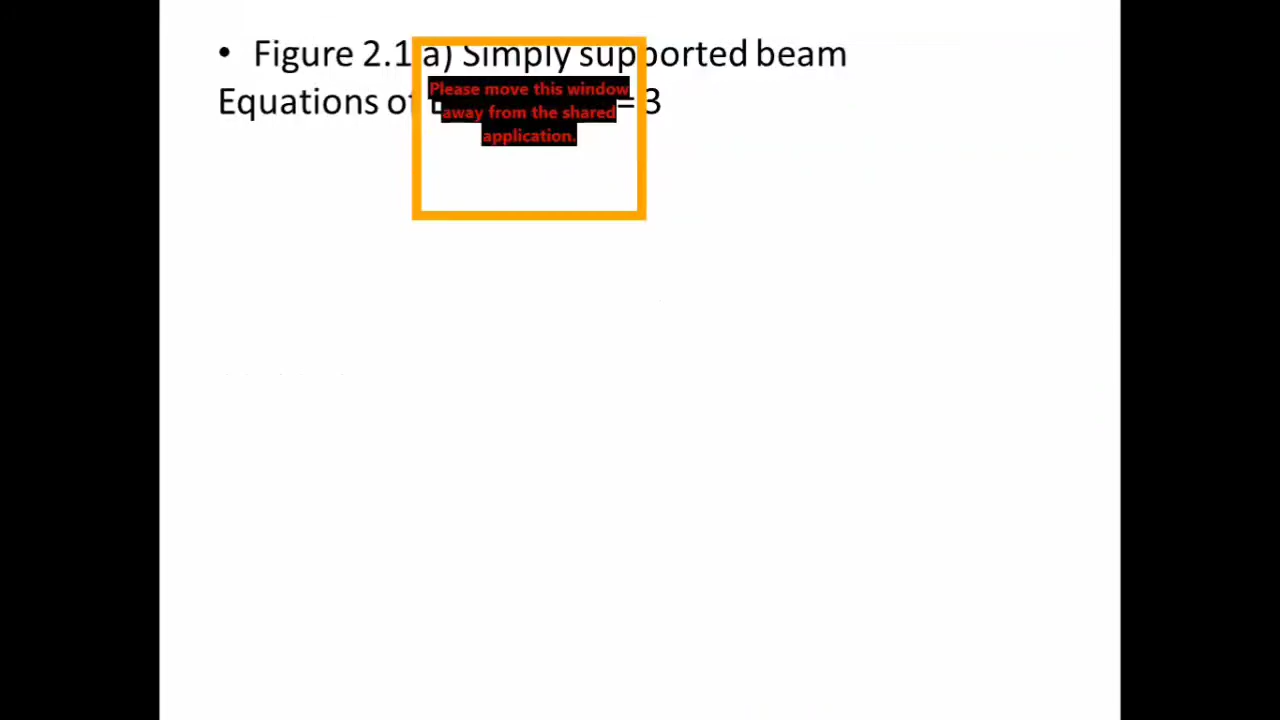 • Figure 2.1 a) Simply supported beam
Equations of = 3
Please move this window
away from the shared
application.